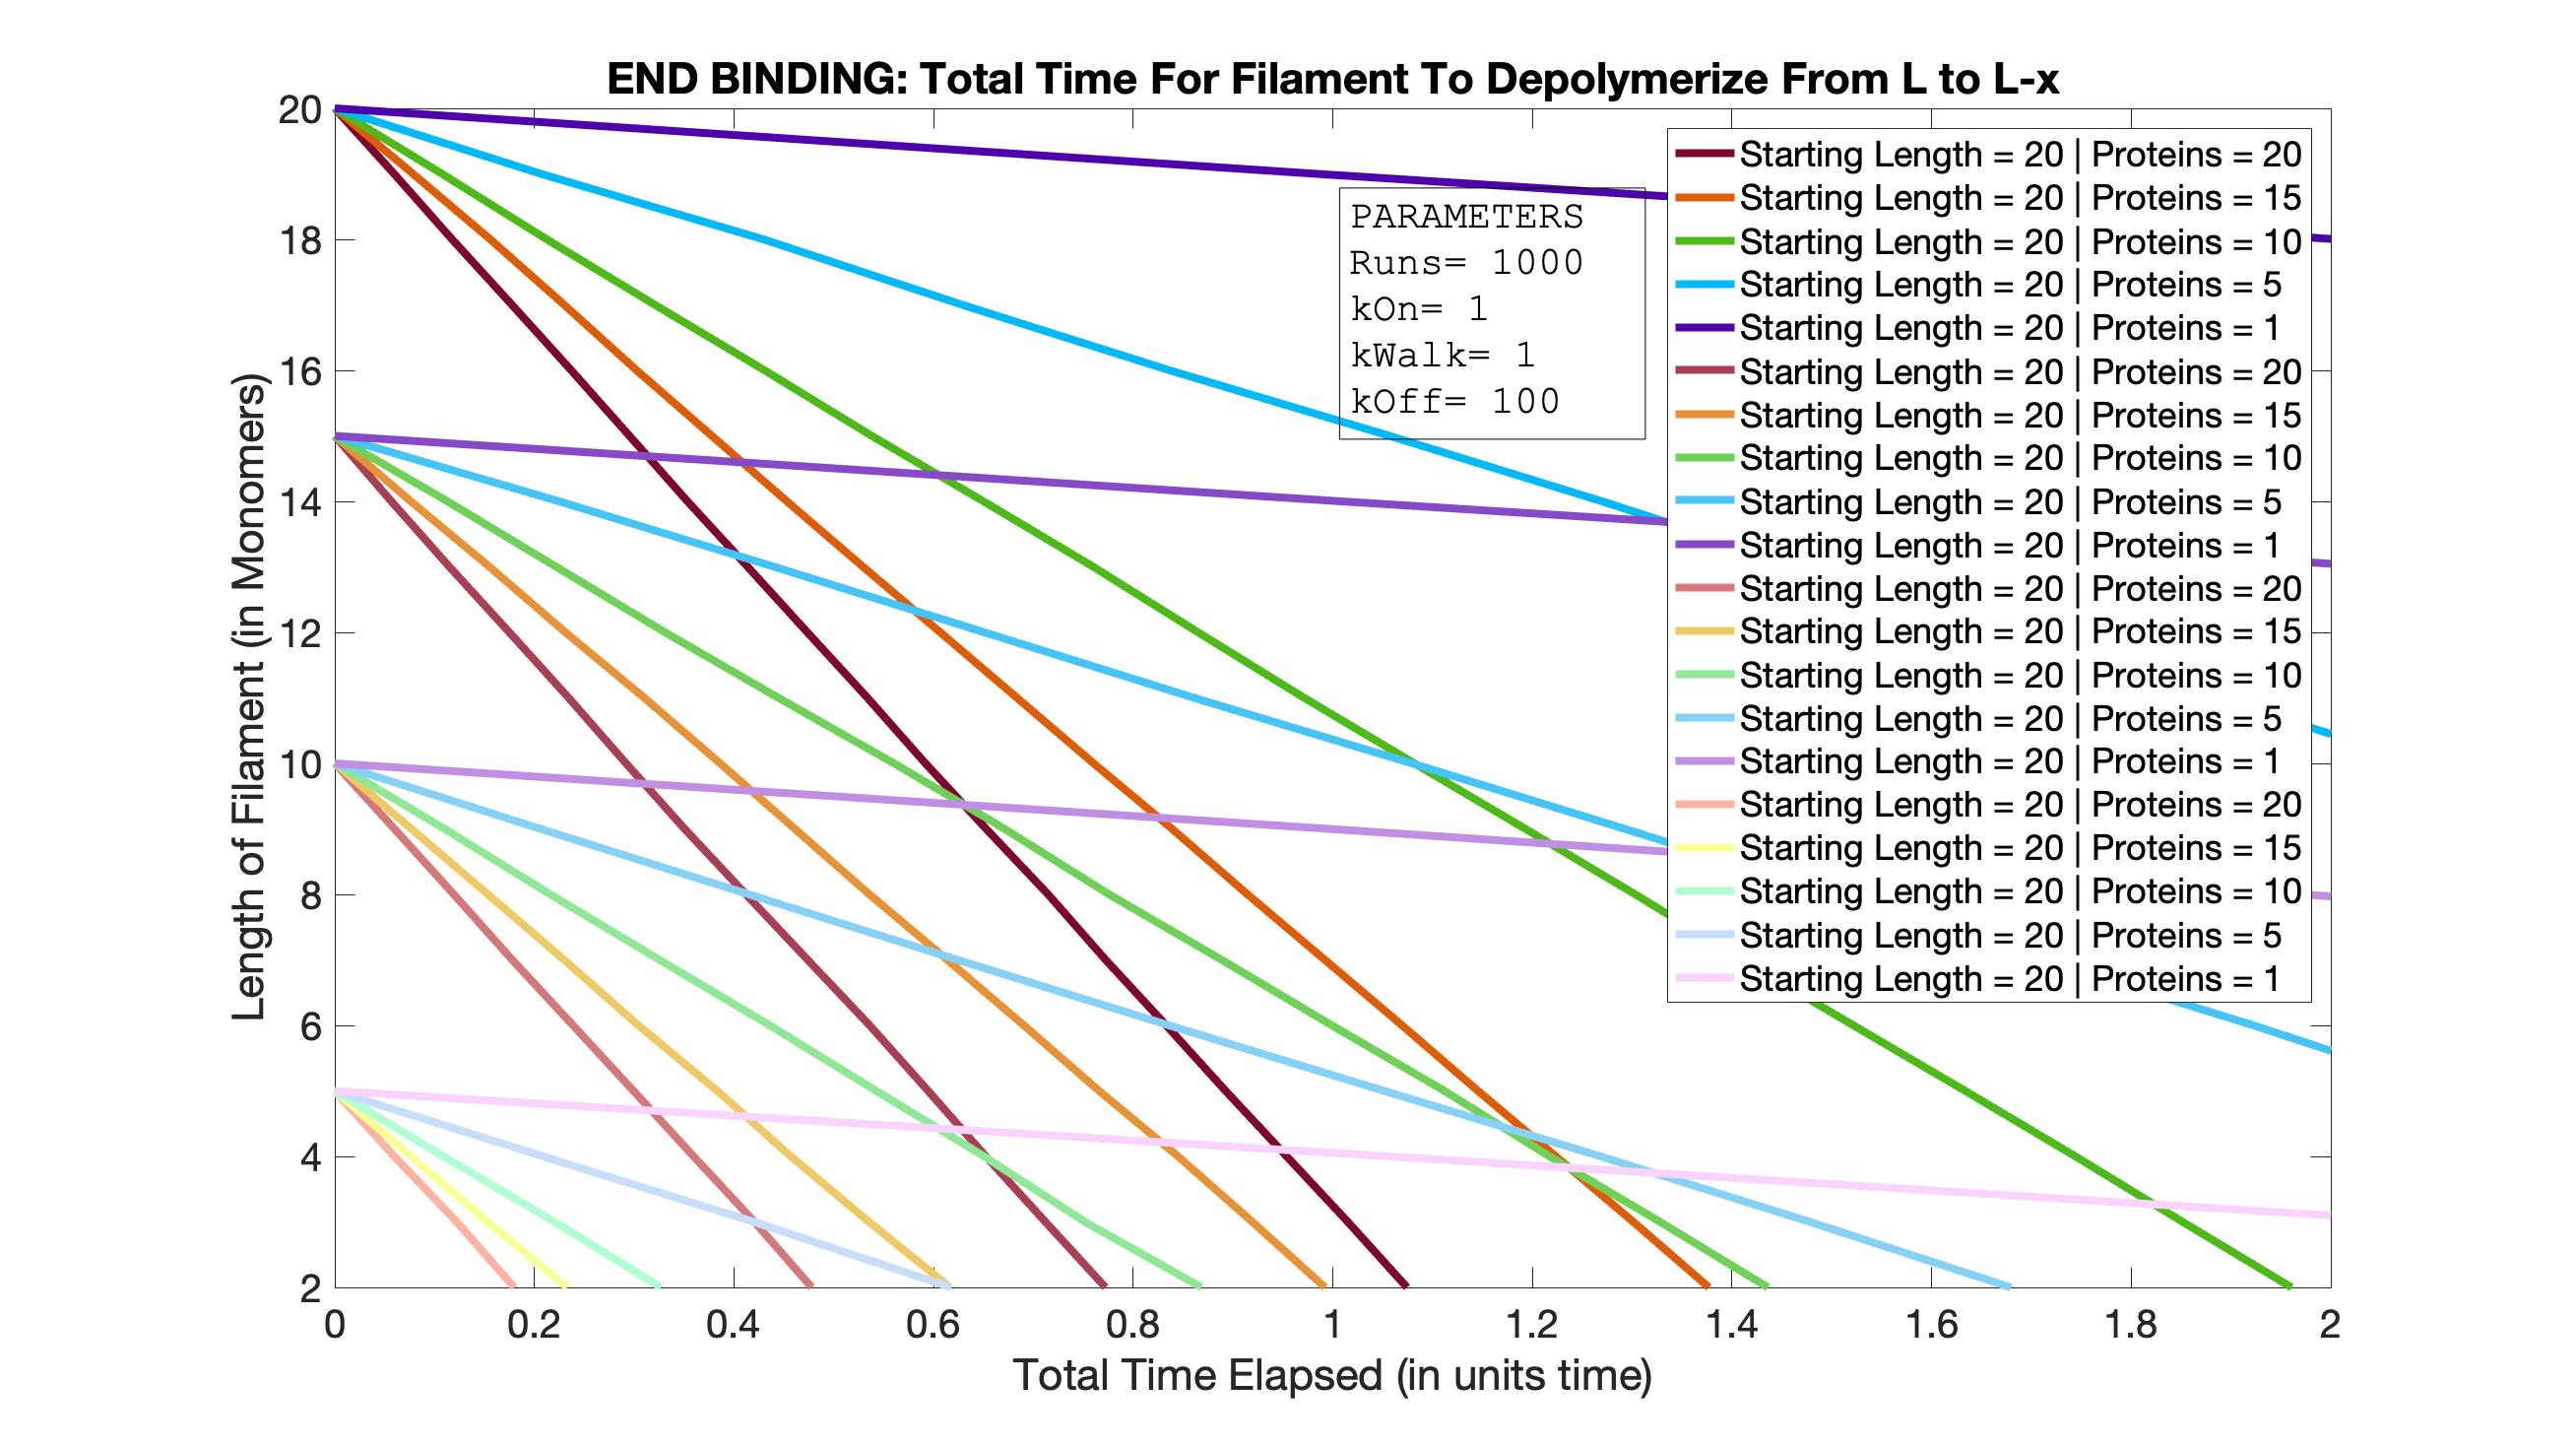 END BINDING: Total Time For Filament To Depolymerize From L to L-x
20
18
16
14
12
10
8
6
4
2
Length of Filament (in Monomers)
PARAMETERS
Runs= 1000
kOn= 1
kWalk= 1
kOff= 100
Starting Length = 20 | Proteins = 20
Starting Length = 20 | Proteins = 15
Starting Length = 20 | Proteins = 10
Starting Length = 20 | Proteins = 5
Starting Length = 20 | Proteins = 1
Starting Length = 20 | Proteins = 20
Starting Length = 20 | Proteins = 15
Starting Length = 20 | Proteins = 10
Starting Length = 20 | Proteins = 5
Starting Length = 20 | Proteins = 1
Starting Length = 20 | Proteins = 20
Starting Length = 20 | Proteins = 15
Starting Length = 20 | Proteins = 10
Starting Length = 20 | Proteins = 5
Starting Length = 20 | Proteins = 1
Starting Length = 20 | Proteins = 20
Starting Length = 20 | Proteins = 15
Starting Length = 20 | Proteins = 10
Starting Length = 20 | Proteins = 5
Starting Length = 20 | Proteins = 1
0 0.2 0.4 0.6 0.8 1 1.2 1.4 1.6 1.8 2
Total Time Elapsed (in units time)